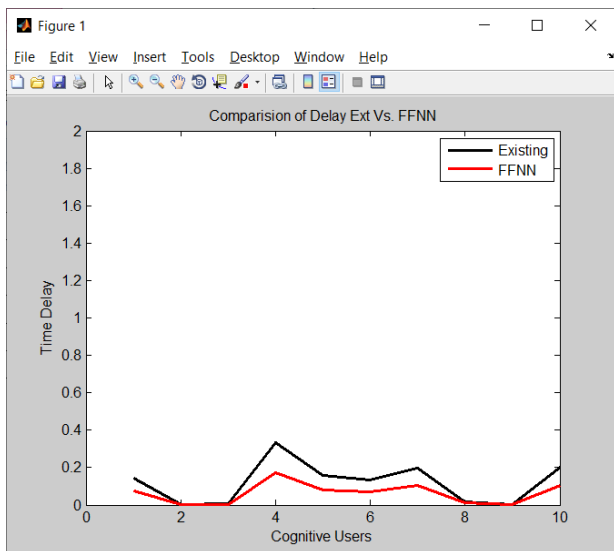 Figure 1
File Edit View Insert Tools Desktop Window Help
Comparision of Delay Ext Vs. FFNN
Existing
FFNN
Time Delay
2
1.8
1.6
1.4
1.2
1
0.8
0.6
0.4
0.2
0
0 2 4 6 8 10
Cognitive Users